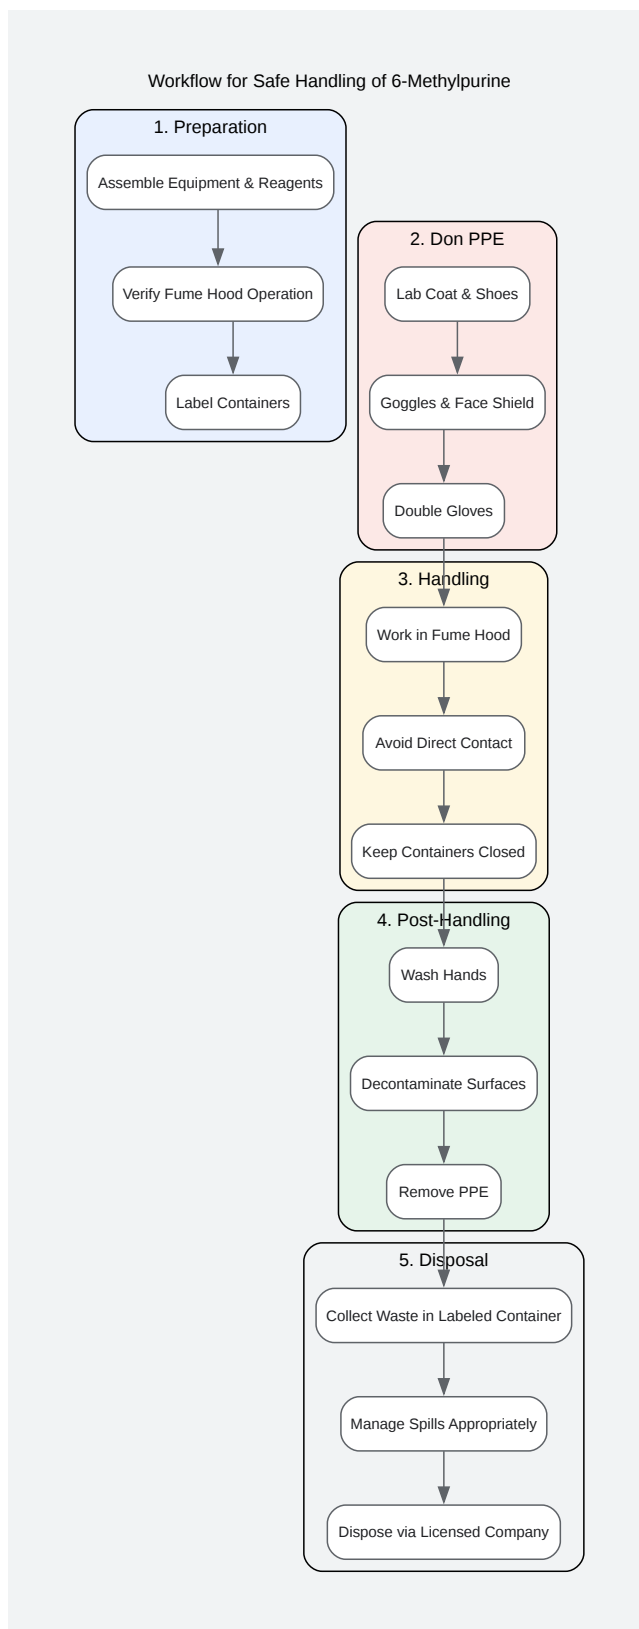 Workflow for Safe Handling of 6-Methylpurine
1. Preparation
Assemble Equipment & Reagents
Verify Fume Hood Operation
Label Containers
2. Don PPE
Lab Coat & Shoes
Goggles & Face Shield
Double Gloves
3. Handling
Work in Fume Hood
Avoid Direct Contact
Keep Containers Closed
4. Post-Handling
Wash Hands
Decontaminate Surfaces
Remove PPE
5. Disposal
Collect Waste in Labeled Container
Manage Spills Appropriately
Dispose via Licensed Company